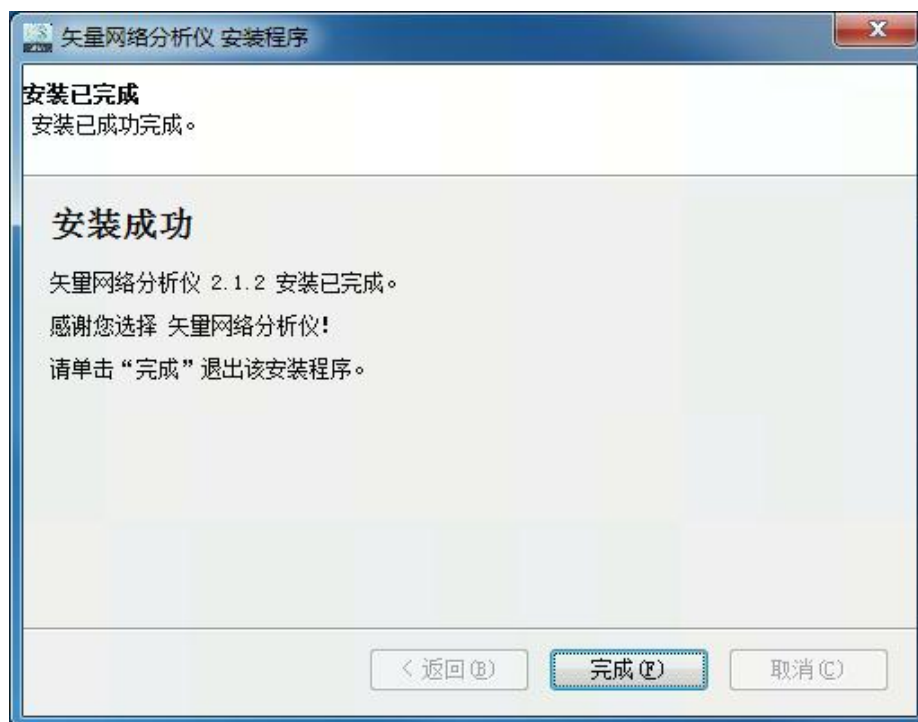 矢量网络分析仪 安装程序
安装已完成
安装已成功完成。
安装成功
矢量网络分析仪 2.1.2 安装已完成。
感谢您选择 矢量网络分析仪!
请单击“完成”退出该安装程序。
< 返回(B) 完成(F) 取消(C)